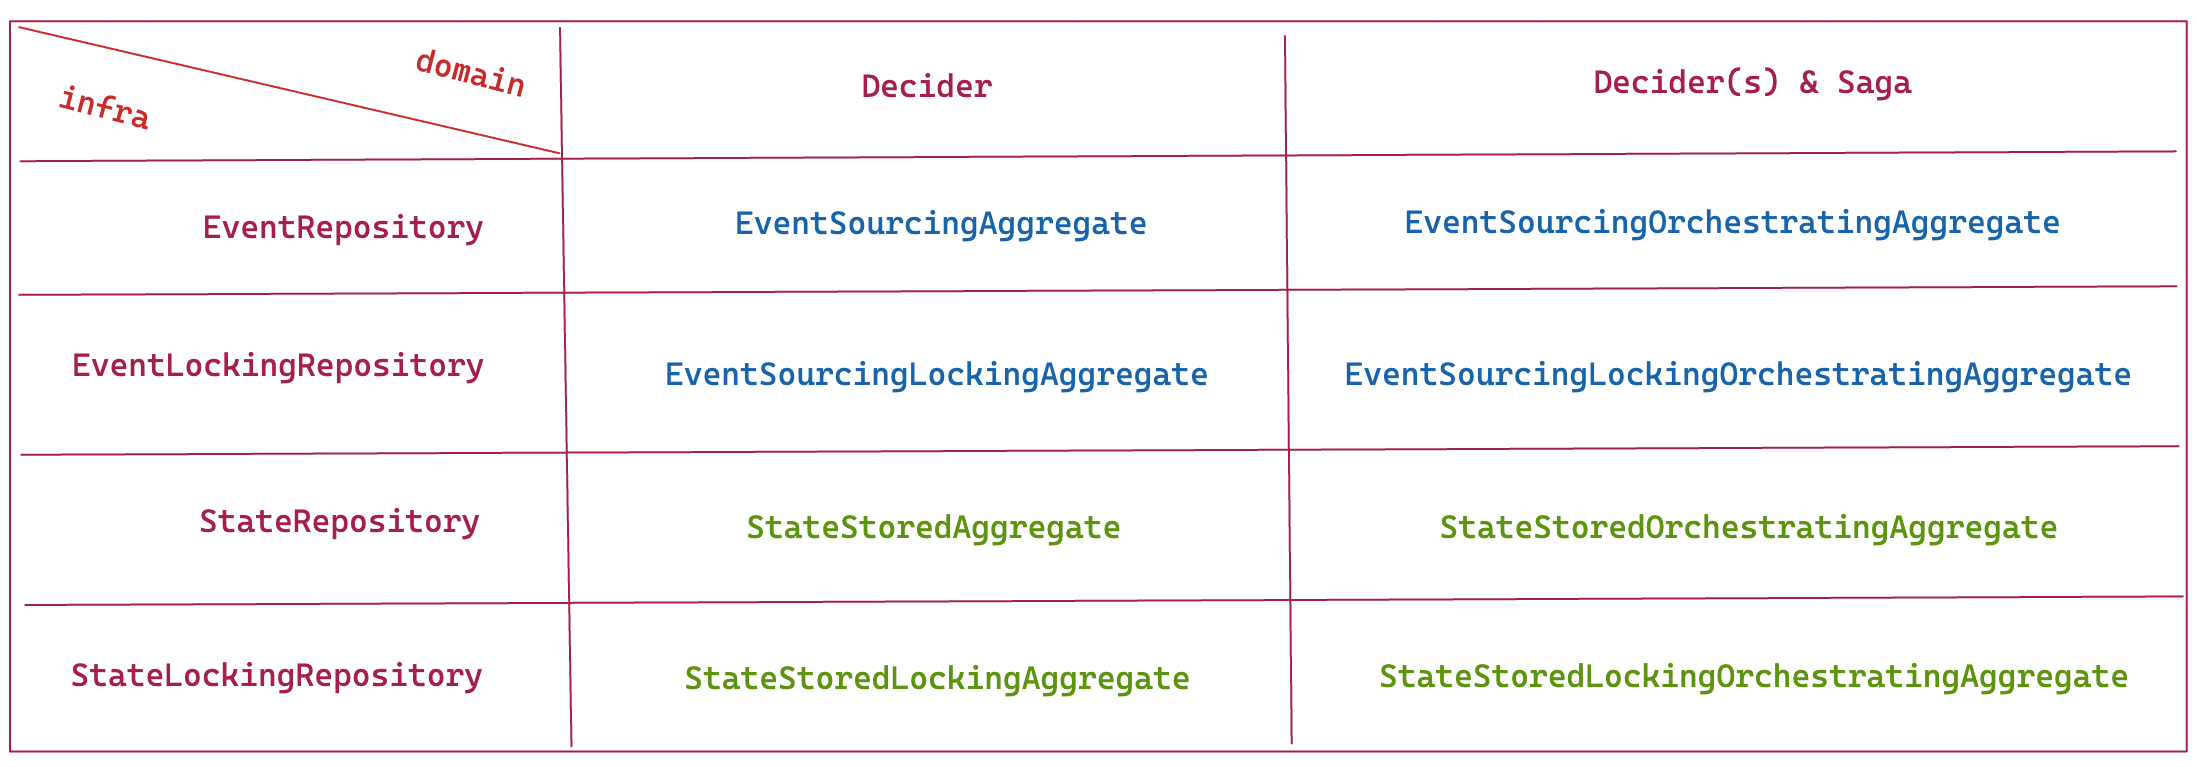 domain
infra
Decider
Decider(s) & Saga
EventRepository
EventSourcingAggregate
EventSourcingOrchestratingAggregate
EventLockingRepository
EventSourcingLockingAggregate
EventSourcingLockingOrchestratingAggregate
StateRepository
StateStoredAggregate
StateStoredOrchestratingAggregate
StateLockingRepository
StateStoredLockingAggregate
StateStoredLockingOrchestratingAggregate